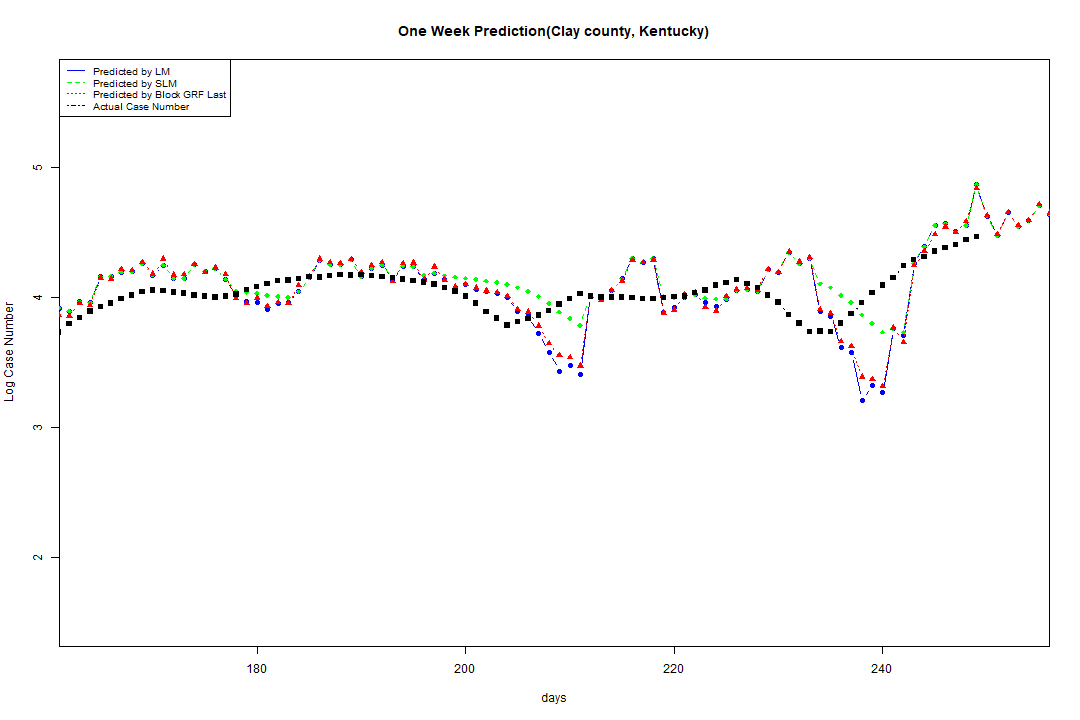 One Week Prediction(Clay county, Kentucky)
Predicted by LM
Predicted by SLM
Predicted by Block GRF Last
Actual Case Number
5
4
3
2
Log Case Number
180
200
220
240
days